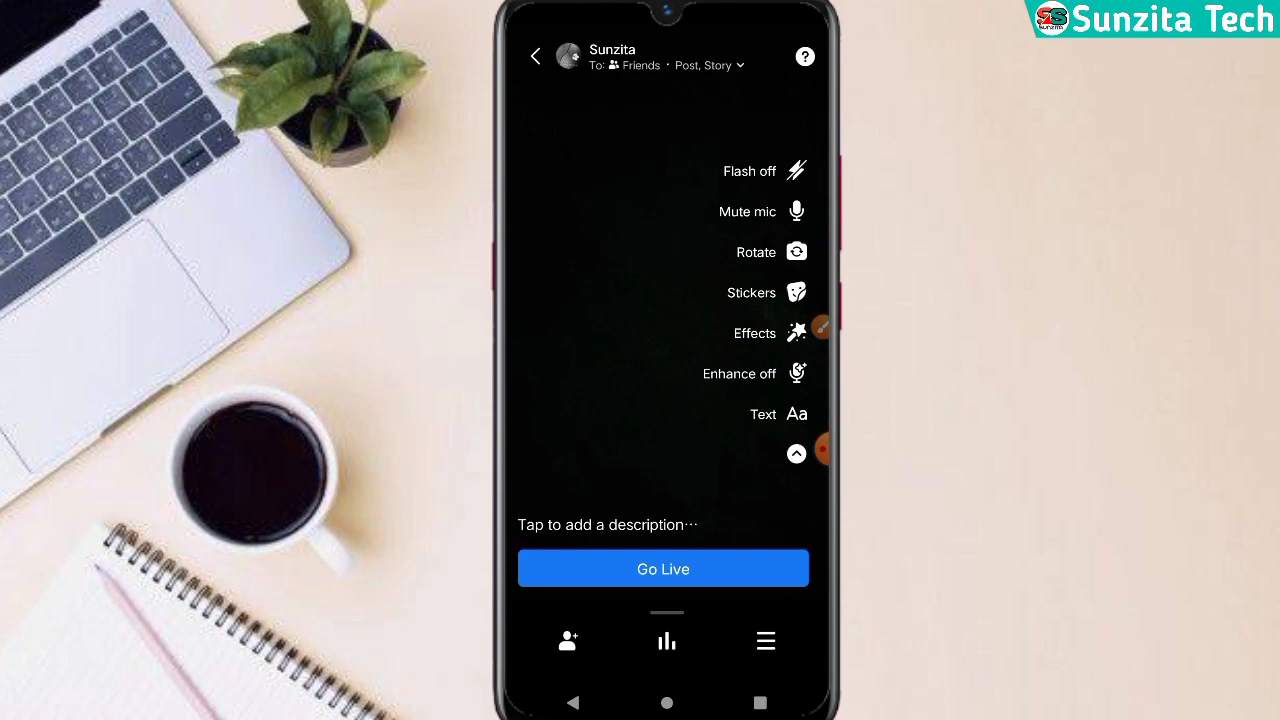 Sunzita Tech
Sunzita
To: Friends · Post, Story
Flash off
Mute mic
Rotate
Stickers
Effects
Enhance off
Text Aa
Tap to add a description...
Go Live